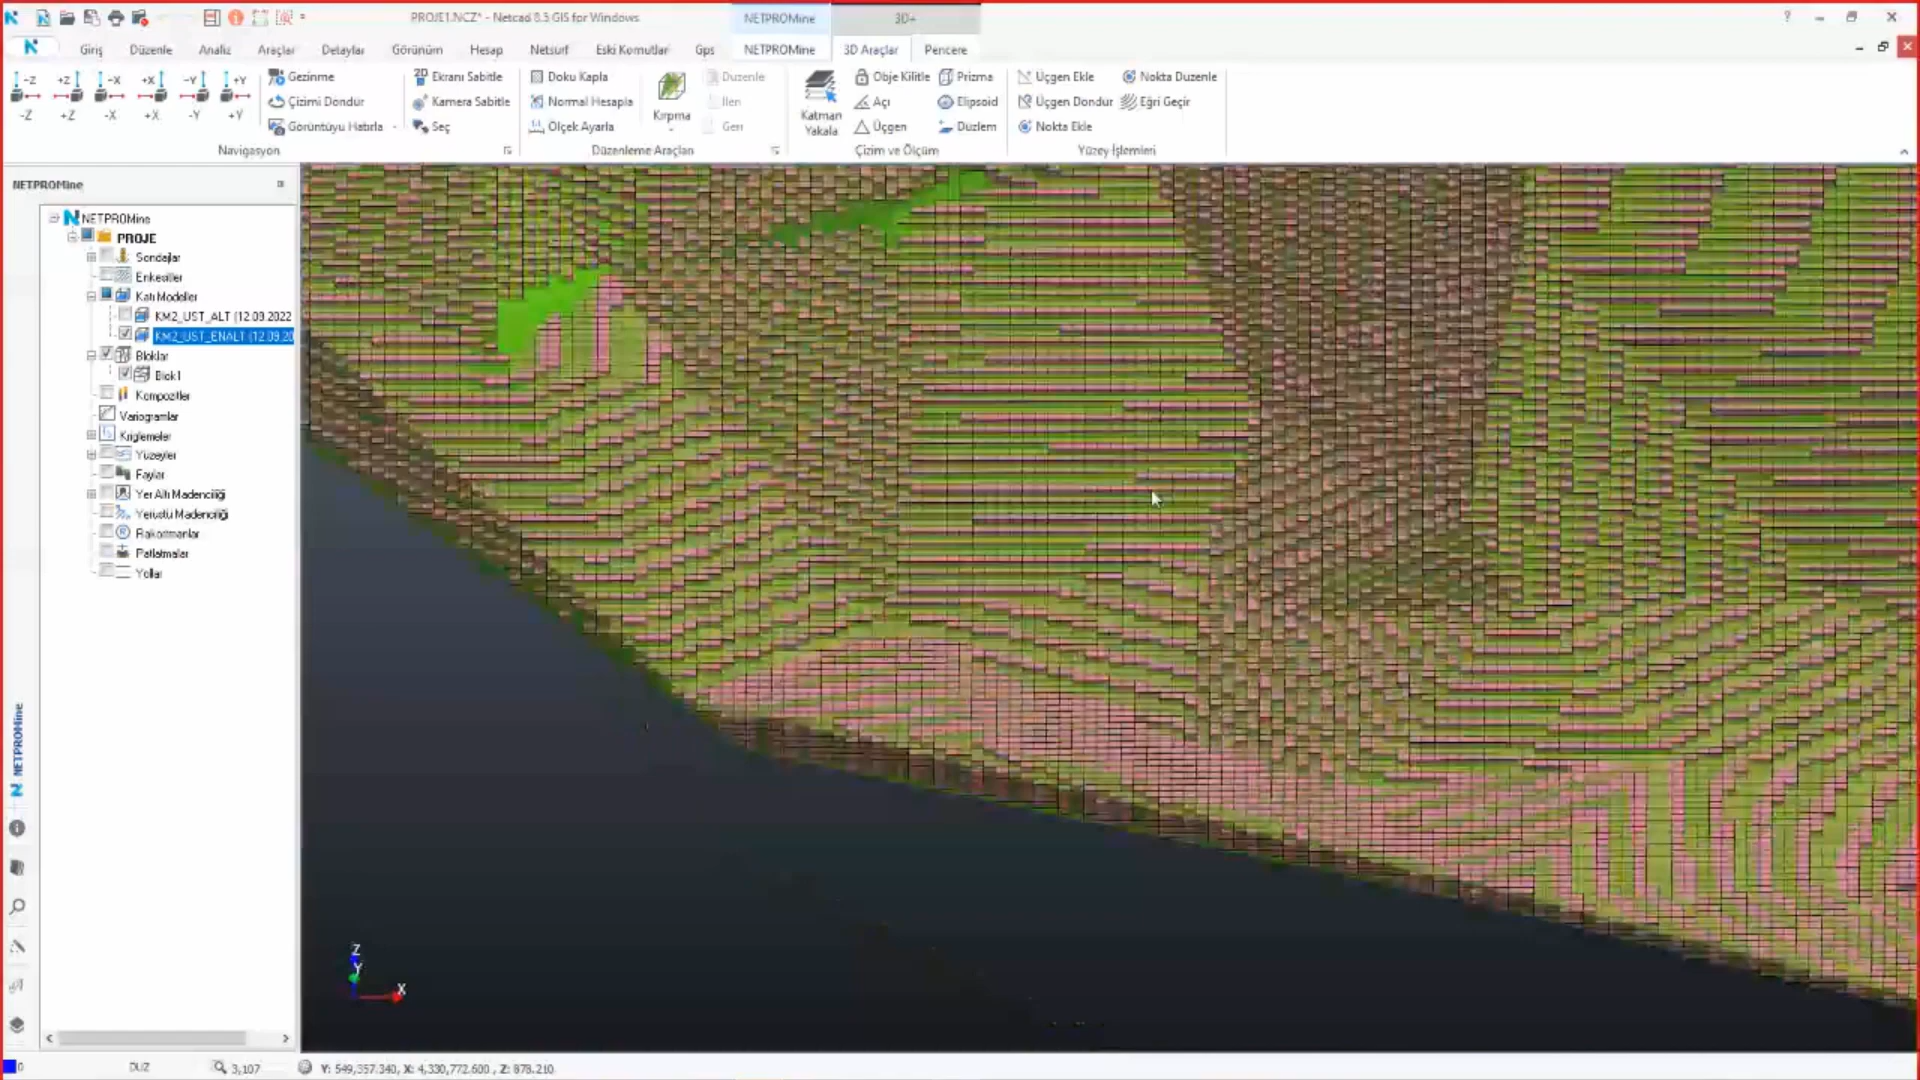 PROJE1.NCZ* - Netcad 8.5 GIS for Windows
NETPROMine
3D+
Giriş Düzenle Analiz Araçlar Detaylar Görünüm Hesap Netsurf Eski Komutlar Gps NETPROMine 3D Araçlar Pencere
-Z +Z -X +X -Y +Y
-Z +Z -X +X -Y +Y
Gezinme
Çizimi Döndür
Görüntüyü Hatırla
Navigasyon
2D Ekranı Sabitle
Kamera Sabitle
Seç
Doku Kapla
Normal Hesapla
Ölçek Ayarla
Kırpma
Düzenle
İleri
Geri
Düzenleme Araçları
Katman
Yakala
Obje Kilitle
Açı
Üçgen
Prizma
Elipsoid
Düzlem
Çizim ve Ölçüm
Üçgen Ekle
Üçgen Döndür
Nokta Ekle
Nokta Düzenle
Eğri Geçir
Yüzey İşlemleri
NETPROMine
NETPROMine
PROJE
Sondajlar
Enkesitler
Katı Modeller
KM2_UST_ALT (12.09.2022
KM2_UST_ENALT (12.09.20
Bloklar
Blok1
Kompozitler
Variogramlar
Kriglemeler
Yüzeyler
Faylar
Yer Altı Madenciliği
Yerüstü Madenciliği
Rakortmanlar
Patlatmalar
Yollar
NETPROMine
Z
Y
X
0
DUZ
3,107
Y: 549,357.340, X: 4,330,772.600 , Z: 878.210